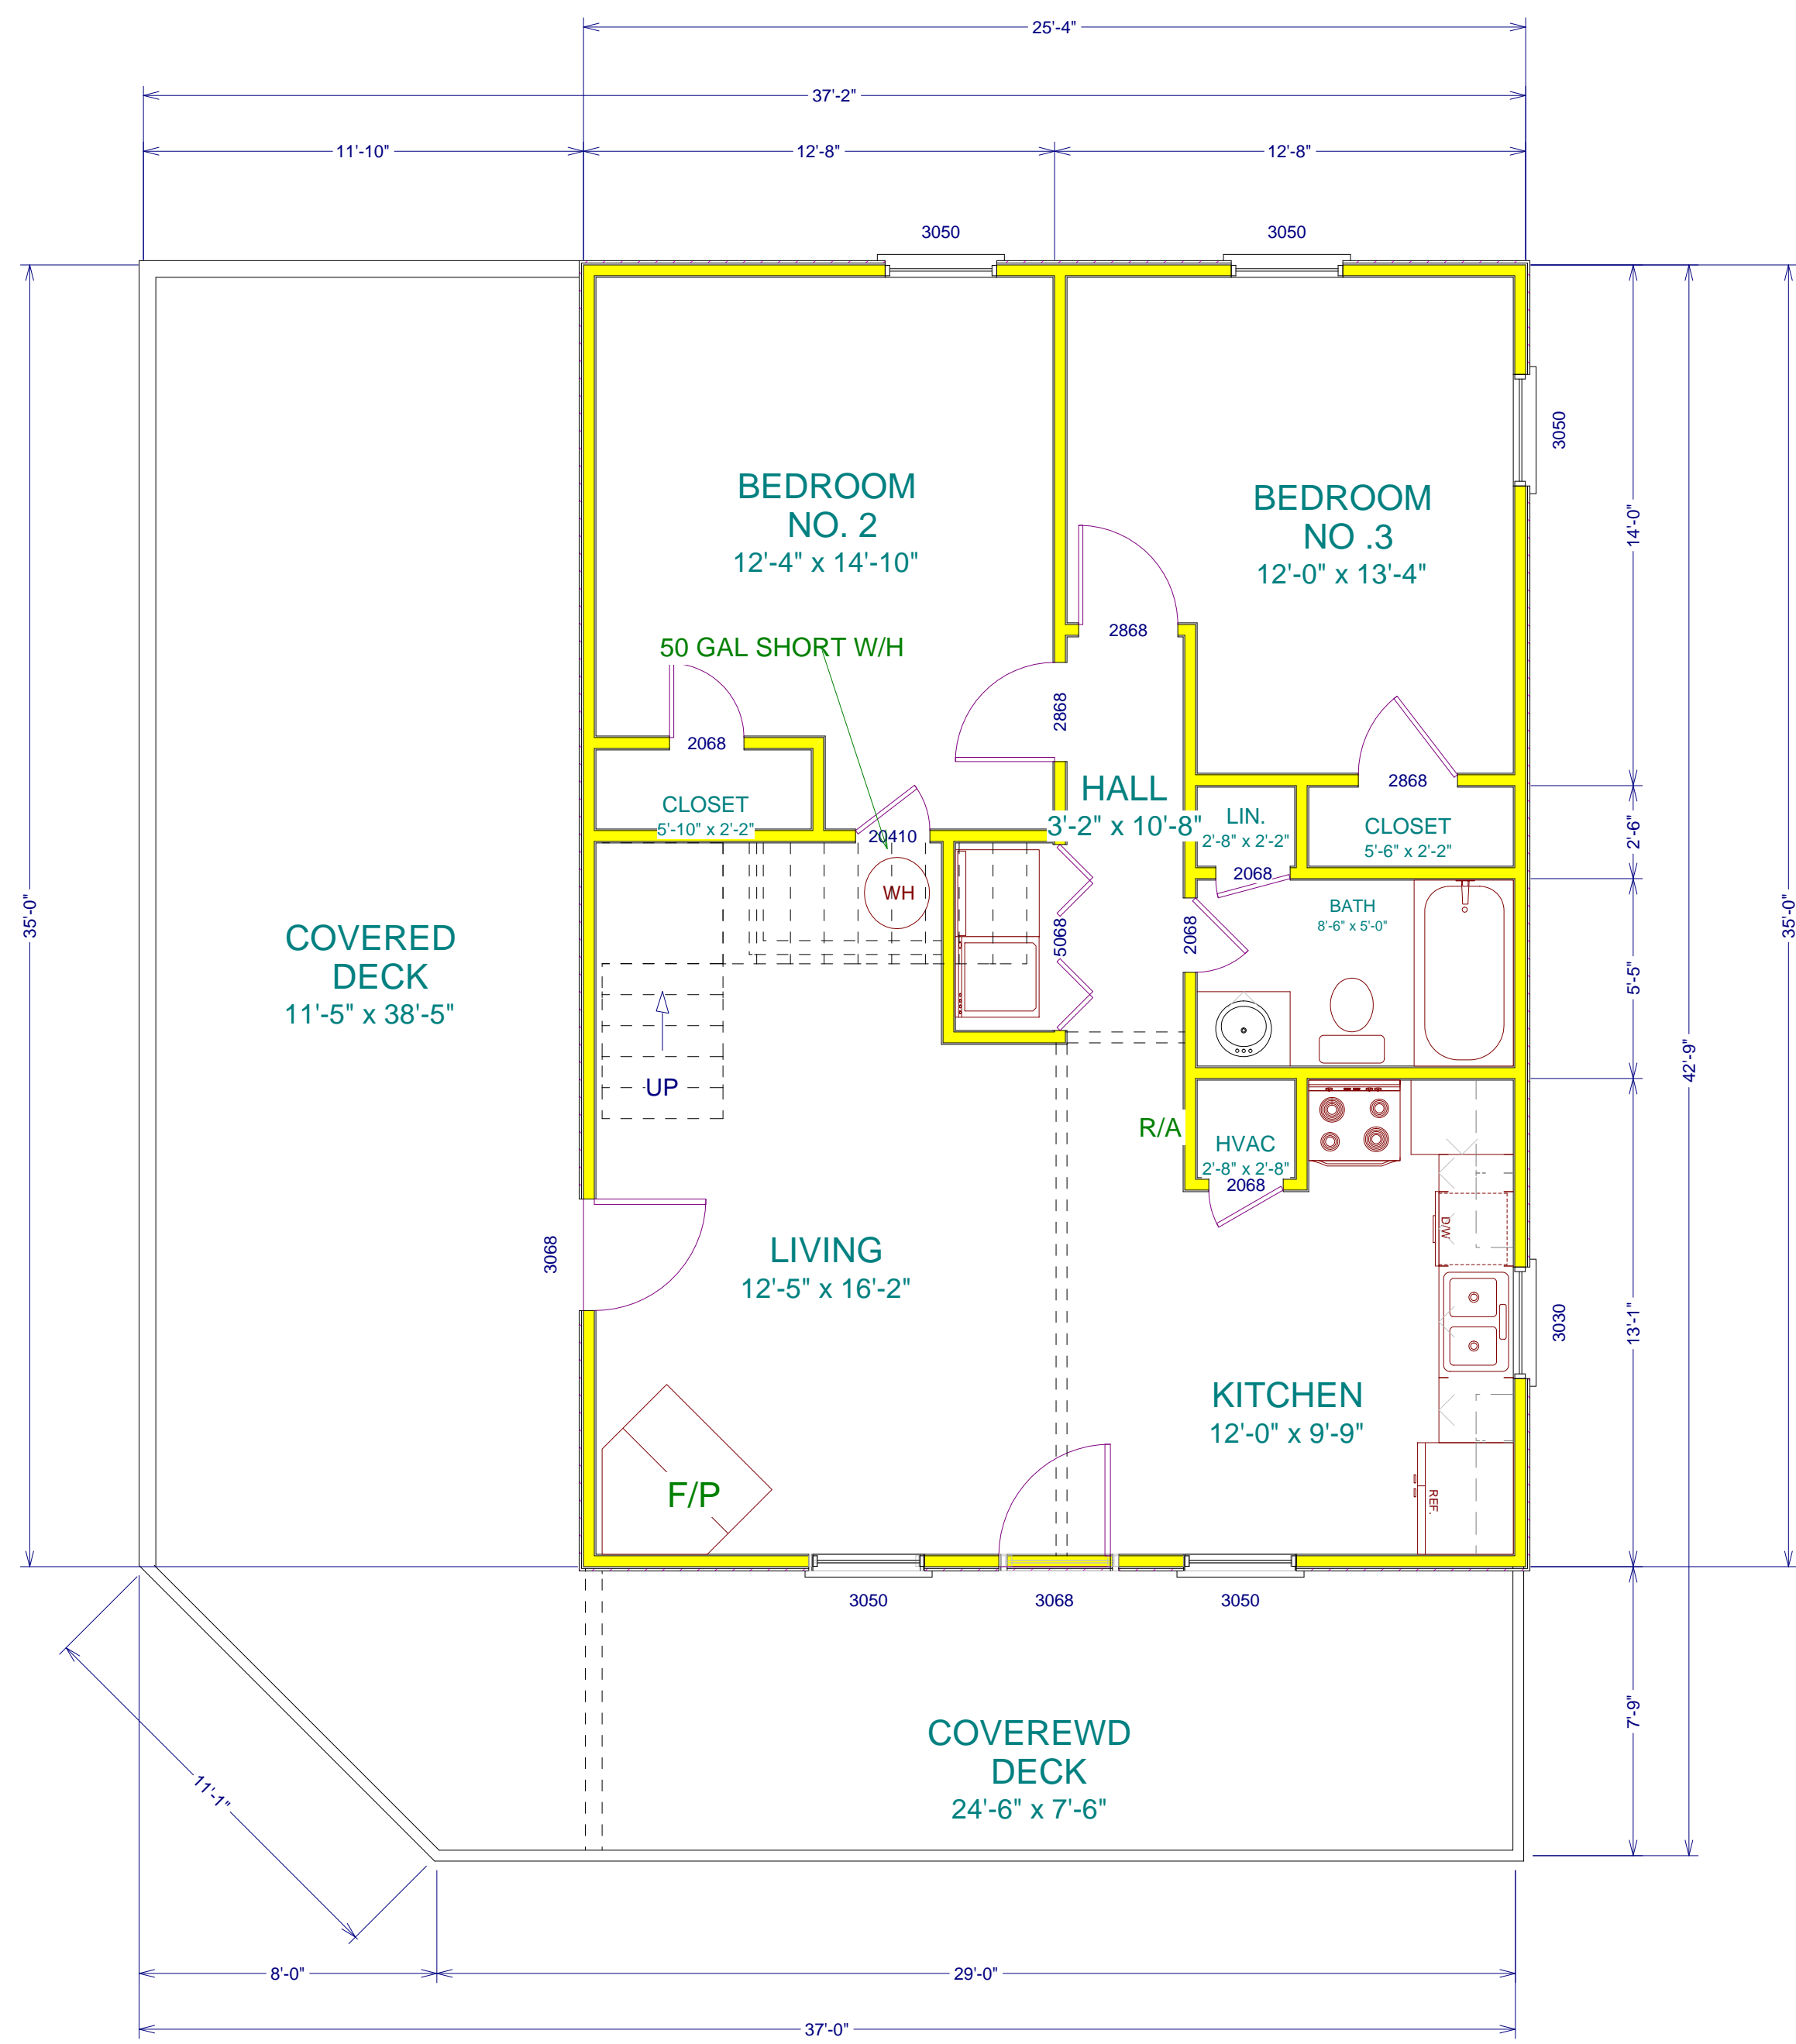 25'-4"
37'-2"
11'-10"
12'-8"
12'-8"
3050
3050
3050
BEDROOM
NO. 2
12'-4" x 14'-10"
BEDROOM
NO .3
12'-0" x 13'-4"
14'-0"
50 GAL SHORT W/H
2868
2868
2068
2868
HALL
3'-2" x 10'-8"
CLOSET
5'-10" x 2'-2"
20410
LIN.
2'-8" x 2'-2"
CLOSET
5'-6" x 2'-2"
2'-6"
2068
WH
BATH
8'-6" x 5'-0"
35'-0"
COVERED
DECK
11'-5" x 38'-5"
5068
2068
5'-5"
35'-0"
42'-9"
UP
R/A
HVAC
2'-8" x 2'-8"
2068
D/W
3068
LIVING
12'-5" x 16'-2"
3030
13'-1"
KITCHEN
12'-0" x 9'-9"
F/P
REF.
3050
3068
3050
7'-9"
COVEREWD
DECK
24'-6" x 7'-6"
11'-1"
8'-0"
29'-0"
37'-0"